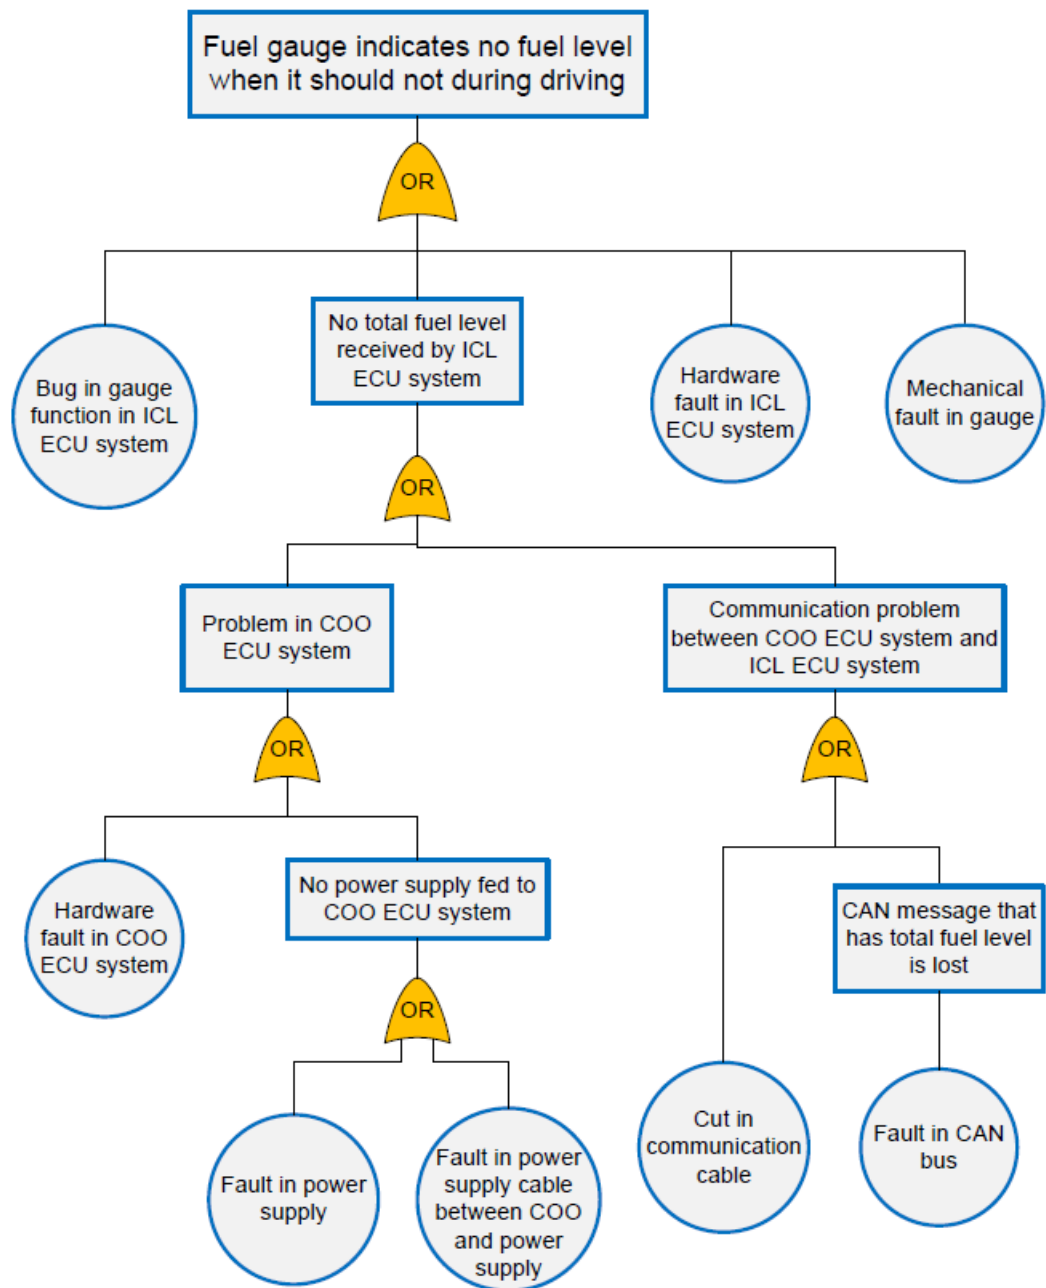 Fuel gauge indicates no fuel level
when it should not during driving
OR
Bug in gauge
function in ICL
ECU system
No total fuel level
received by ICL
ECU system
Hardware
fault in ICL
ECU system
Mechanical
fault in gauge
OR
Problem in COO
ECU system
Communication problem
between COO ECU system and
ICL ECU system
OR
OR
Hardware
fault in COO
ECU system
No power supply fed to
COO ECU system
CAN message that
has total fuel level
is lost
OR
Fault in power
supply
Fault in power
supply cable
between COO
and power
supply
Cut in
communication
cable
Fault in CAN
bus